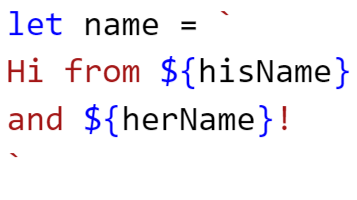 let name = `
Hi from ${hisName}
and ${herName}!
`